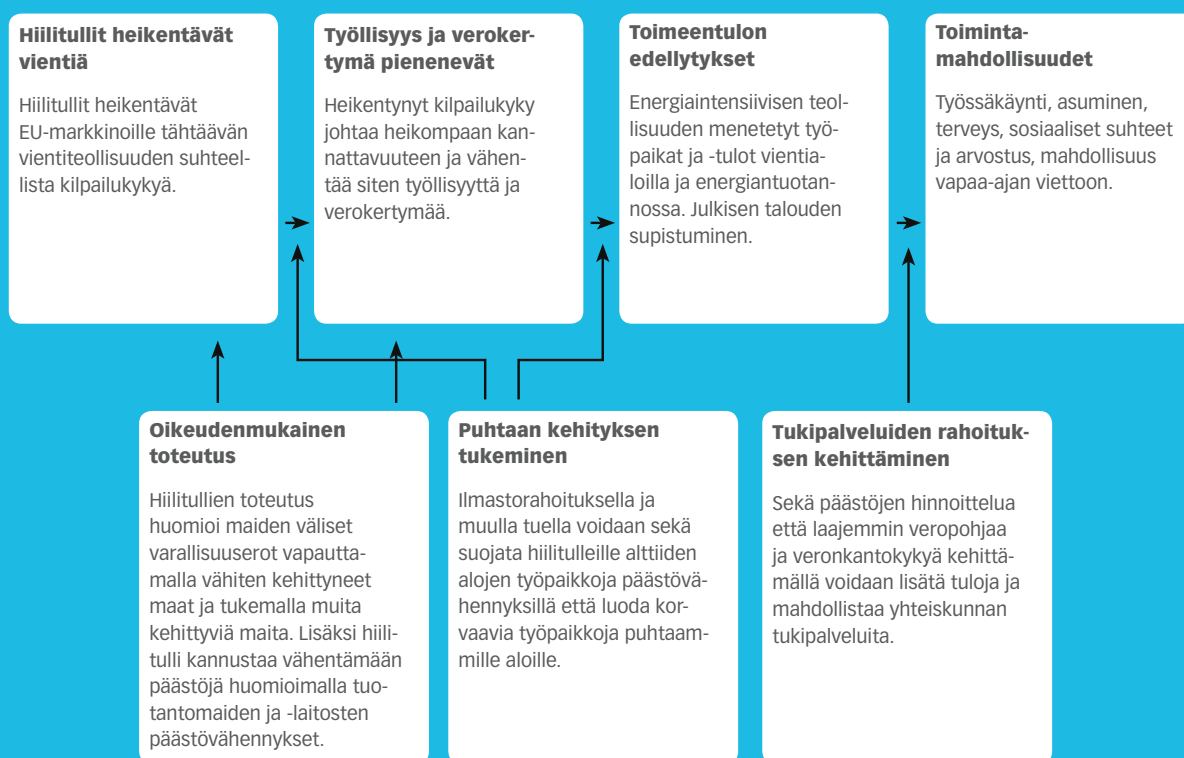 Hiilitullit heikentävät
vientiä
Hiilitullit heikentävät
EU-markkinoille tähtäävän
vientiteollisuuden suhteel-
lista kilpailukykyä.
Työllisyys ja veroker-
tymä pienenevät
Heikentynyt kilpailukyky
johtaa heikompaan kan-
nattavuuteen ja vähen-
tää siten työllisyyttä ja
verokertymää.
Toimeentulon
edellytykset
Energiaintensiivisen teol-
lisuuden menetetyt työ-
paikat ja -tulot vientia-
loilla ja energiantuotan-
nossa. Julkisen talouden
supistuminen.
Toiminta-
mahdollisuudet
Työssäkäynti, asuminen,
terveys, sosiaaliset suhteet
ja arvostus, mahdollisuus
vapaa-ajan viettoon.
Oikeudenmukainen
toteutus
Hiilitullien toteutus
huomioi maiden väliset
varallisuuserot vapautta-
malla vähiten kehittyneet
maat ja tukemalla muita
kehittyviä maita. Lisäksi hiili-
tulli kannustaa vähentämään
päästöjä huomioimalla tuo-
tantomaiden ja -laitosten
päästövähennykset.
Puhtaan kehityksen
tukeminen
Ilmastorahoituksella ja
muulla tuella voidaan sekä
suojata hiilitulleille alttiiden
alojen työpaikkoja päästövä-
hennyksillä että luoda kor-
vaavia työpaikkoja puhtaam-
mille aloille.
Tukipalveluiden rahoituk-
sen kehittäminen
Sekä päästöjen hinnoittelua
että laajemmin veropohjaa
ja veronkantokykyä kehittä-
mällä voidaan lisätä tuloja ja
mahdollistaa yhteiskunnan
tukipalveluita.